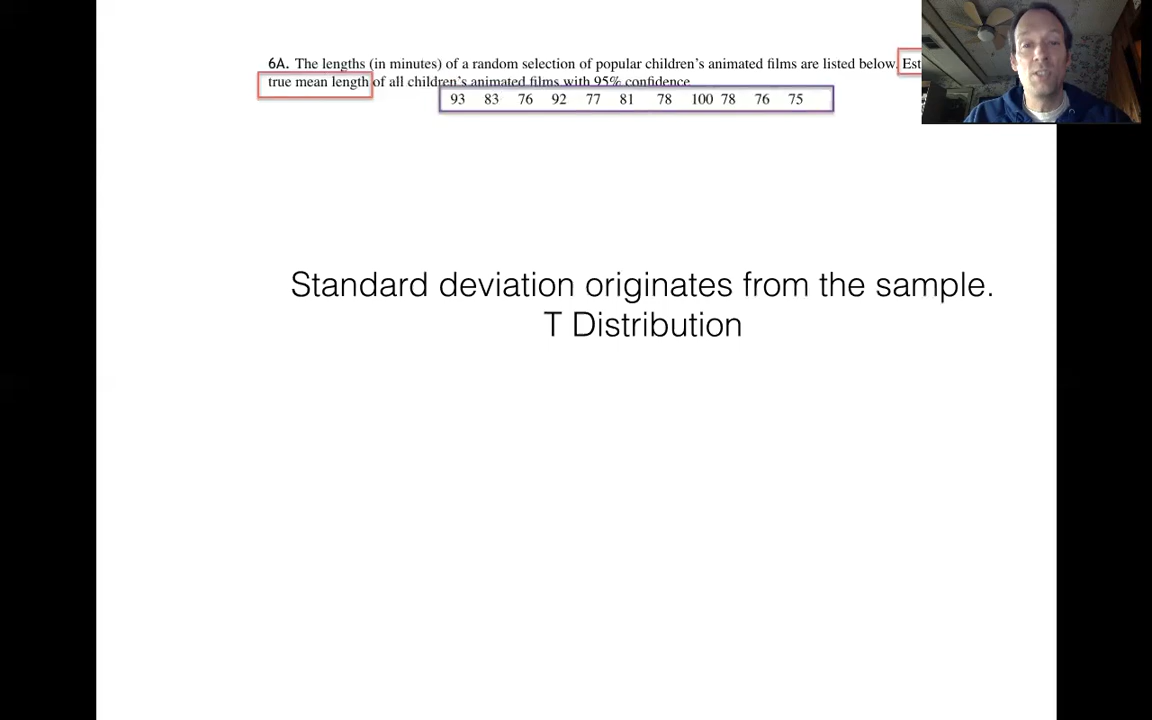 6A. The lengths (in minutes) of a random selection of popular children's animated films are listed below. Est
true mean length of all children's animated films with 95% confidence
93 83 76 92 77 81 78 100 78 76 75
Standard deviation originates from the sample.
T Distribution